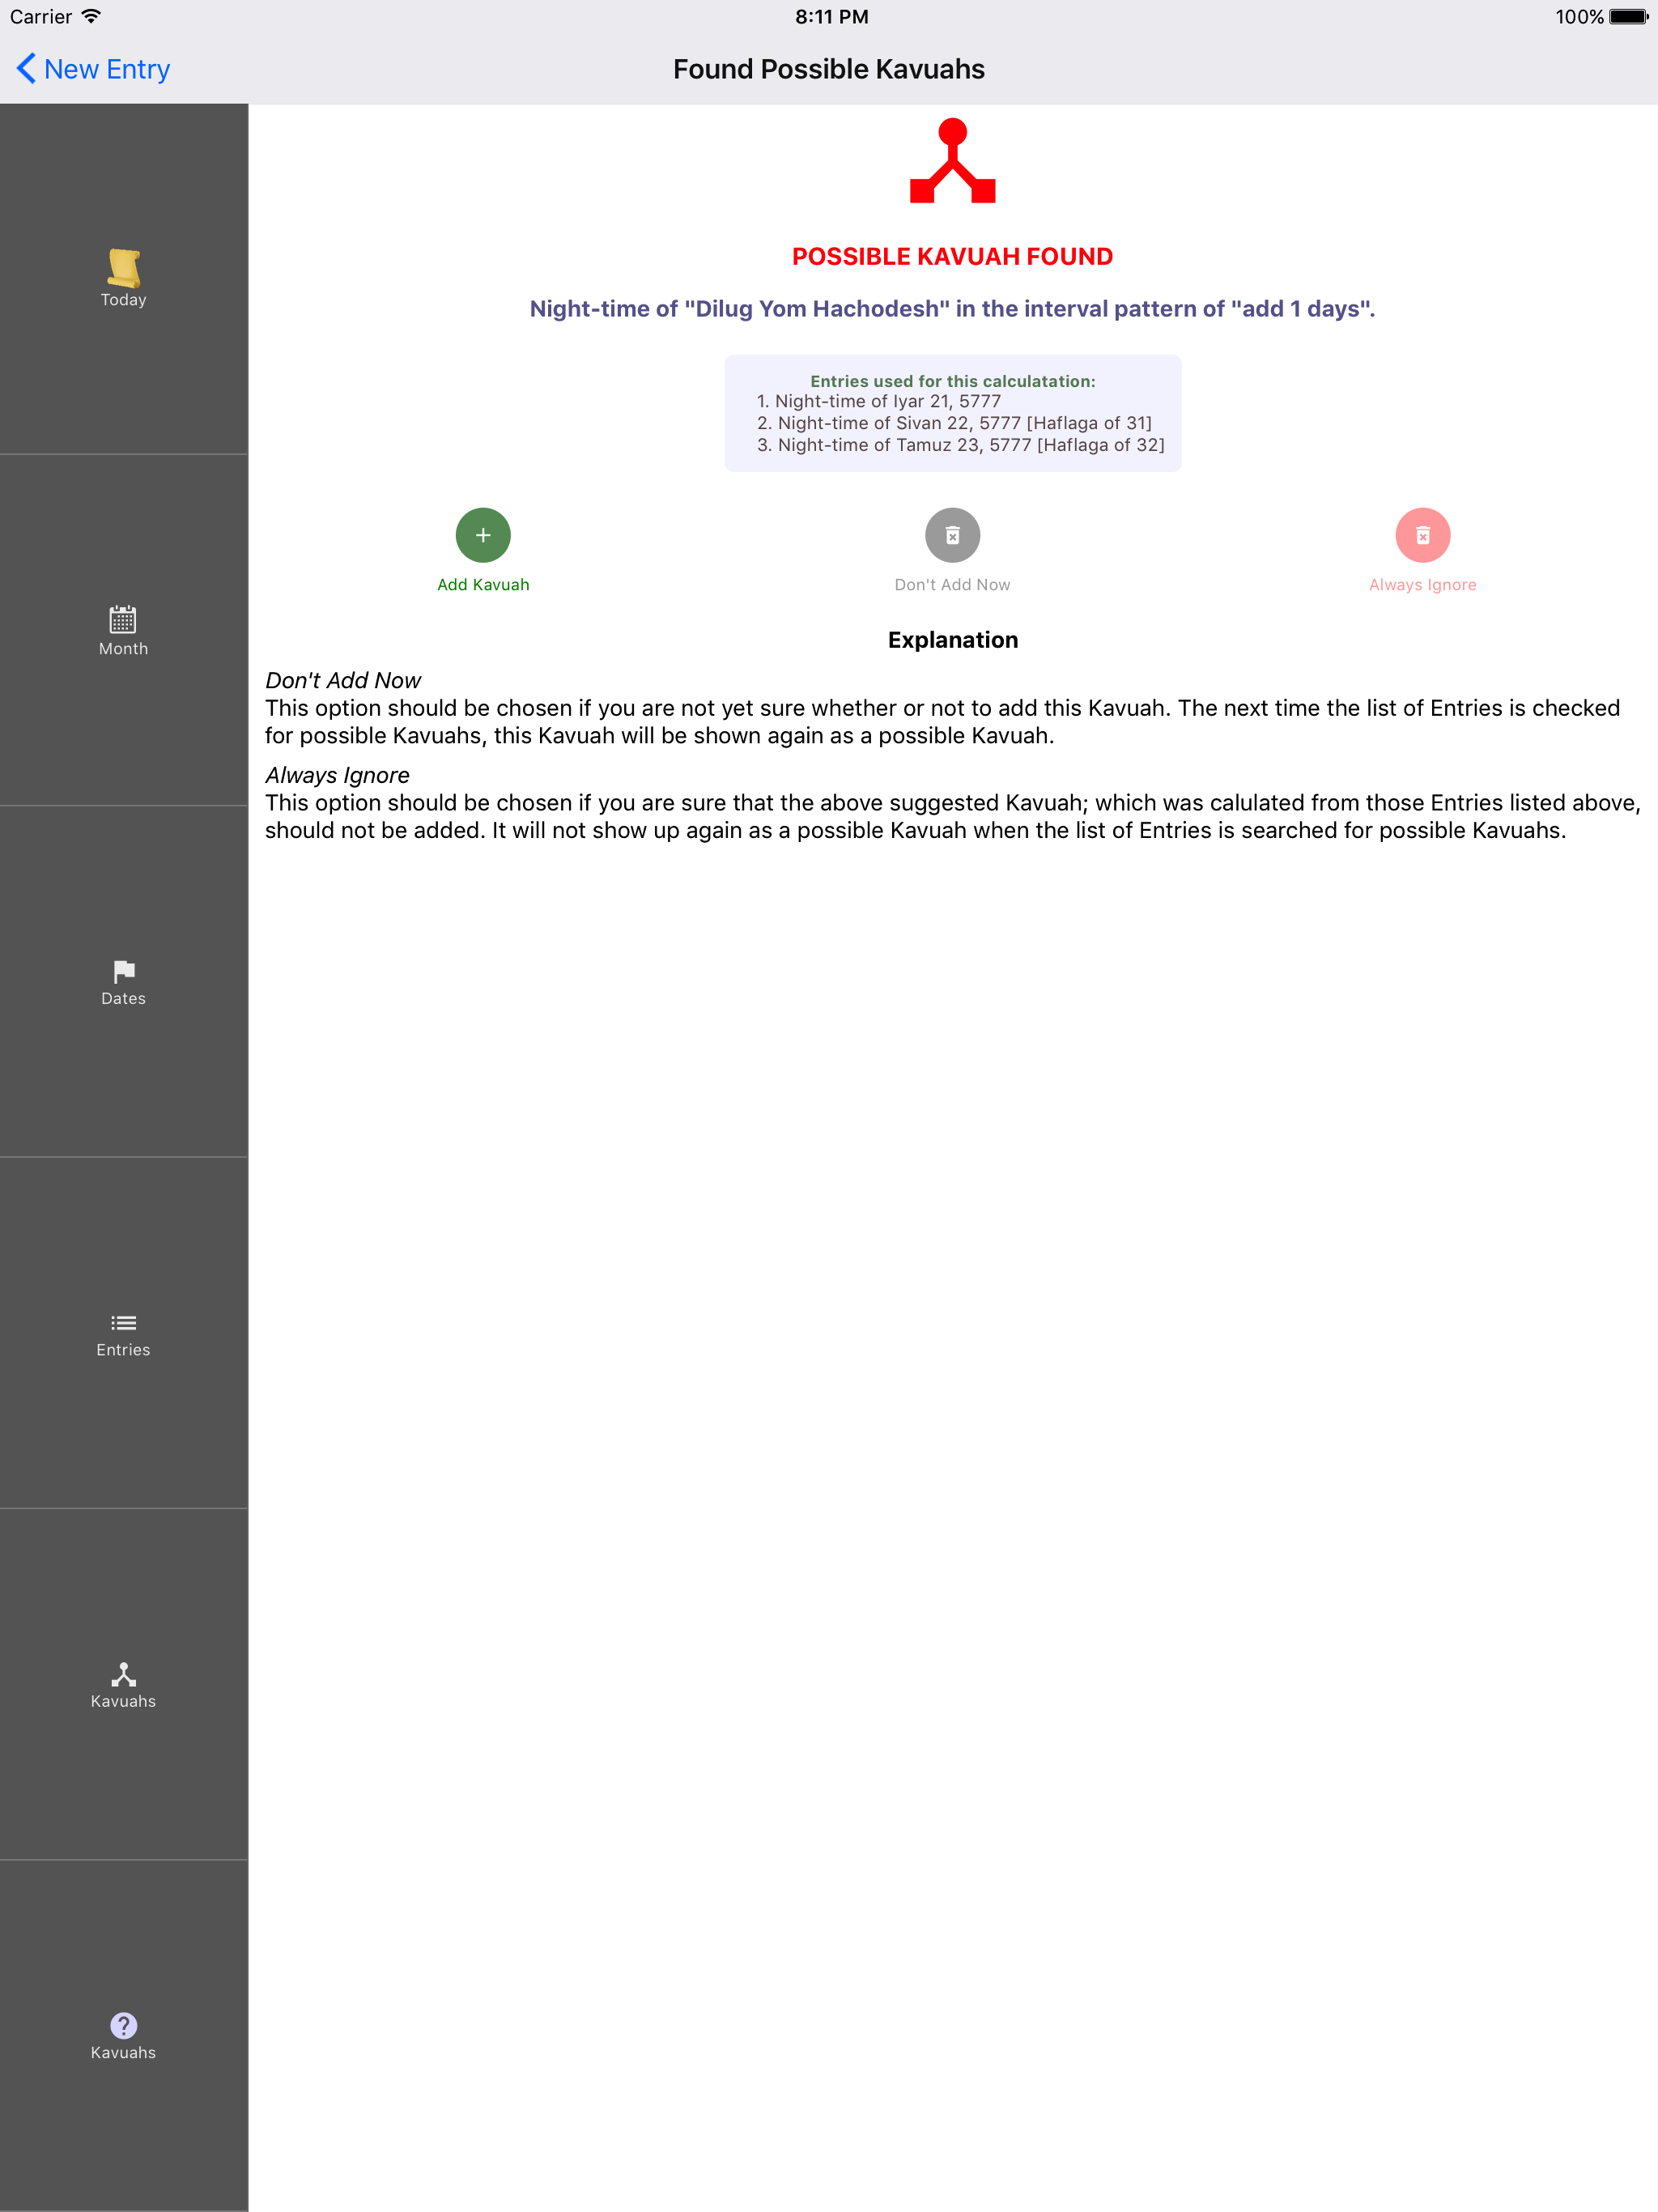 Carrier
8:11 PM
100%
New Entry
Found Possible Kavuahs
Today
Month
Dates
Entries
Kavuahs
Kavuahs
POSSIBLE KAVUAH FOUND
Night-time of "Dilug Yom Hachodesh" in the interval pattern of "add 1 days".
Entries used for this calculatation:
1. Night-time of Iyar 21, 5777
2. Night-time of Sivan 22, 5777 [Haflaga of 31]
3. Night-time of Tamuz 23, 5777 [Haflaga of 32]
Add Kavuah
Don't Add Now
Always Ignore
Explanation
Don't Add Now
This option should be chosen if you are not yet sure whether or not to add this Kavuah. The next time the list of Entries is checked
for possible Kavuahs, this Kavuah will be shown again as a possible Kavuah.
Always Ignore
This option should be chosen if you are sure that the above suggested Kavuah; which was calulated from those Entries listed above,
should not be added. It will not show up again as a possible Kavuah when the list of Entries is searched for possible Kavuahs.